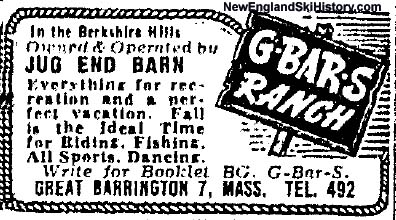 NewEnglandSkiHistory.com
In the Berkshire Hills
Owned & Operated by
JUG END BARN
Everything for rec-
reation and a per-
fect vacation. Fall
is the Ideal Time
for Riding, Fishing,
All Sports, Dancing.
G-BAR-S
RANCH
Write for Booklet BG. G-Bar-S.
GREAT BARRINGTON 7, MASS. TEL. 492